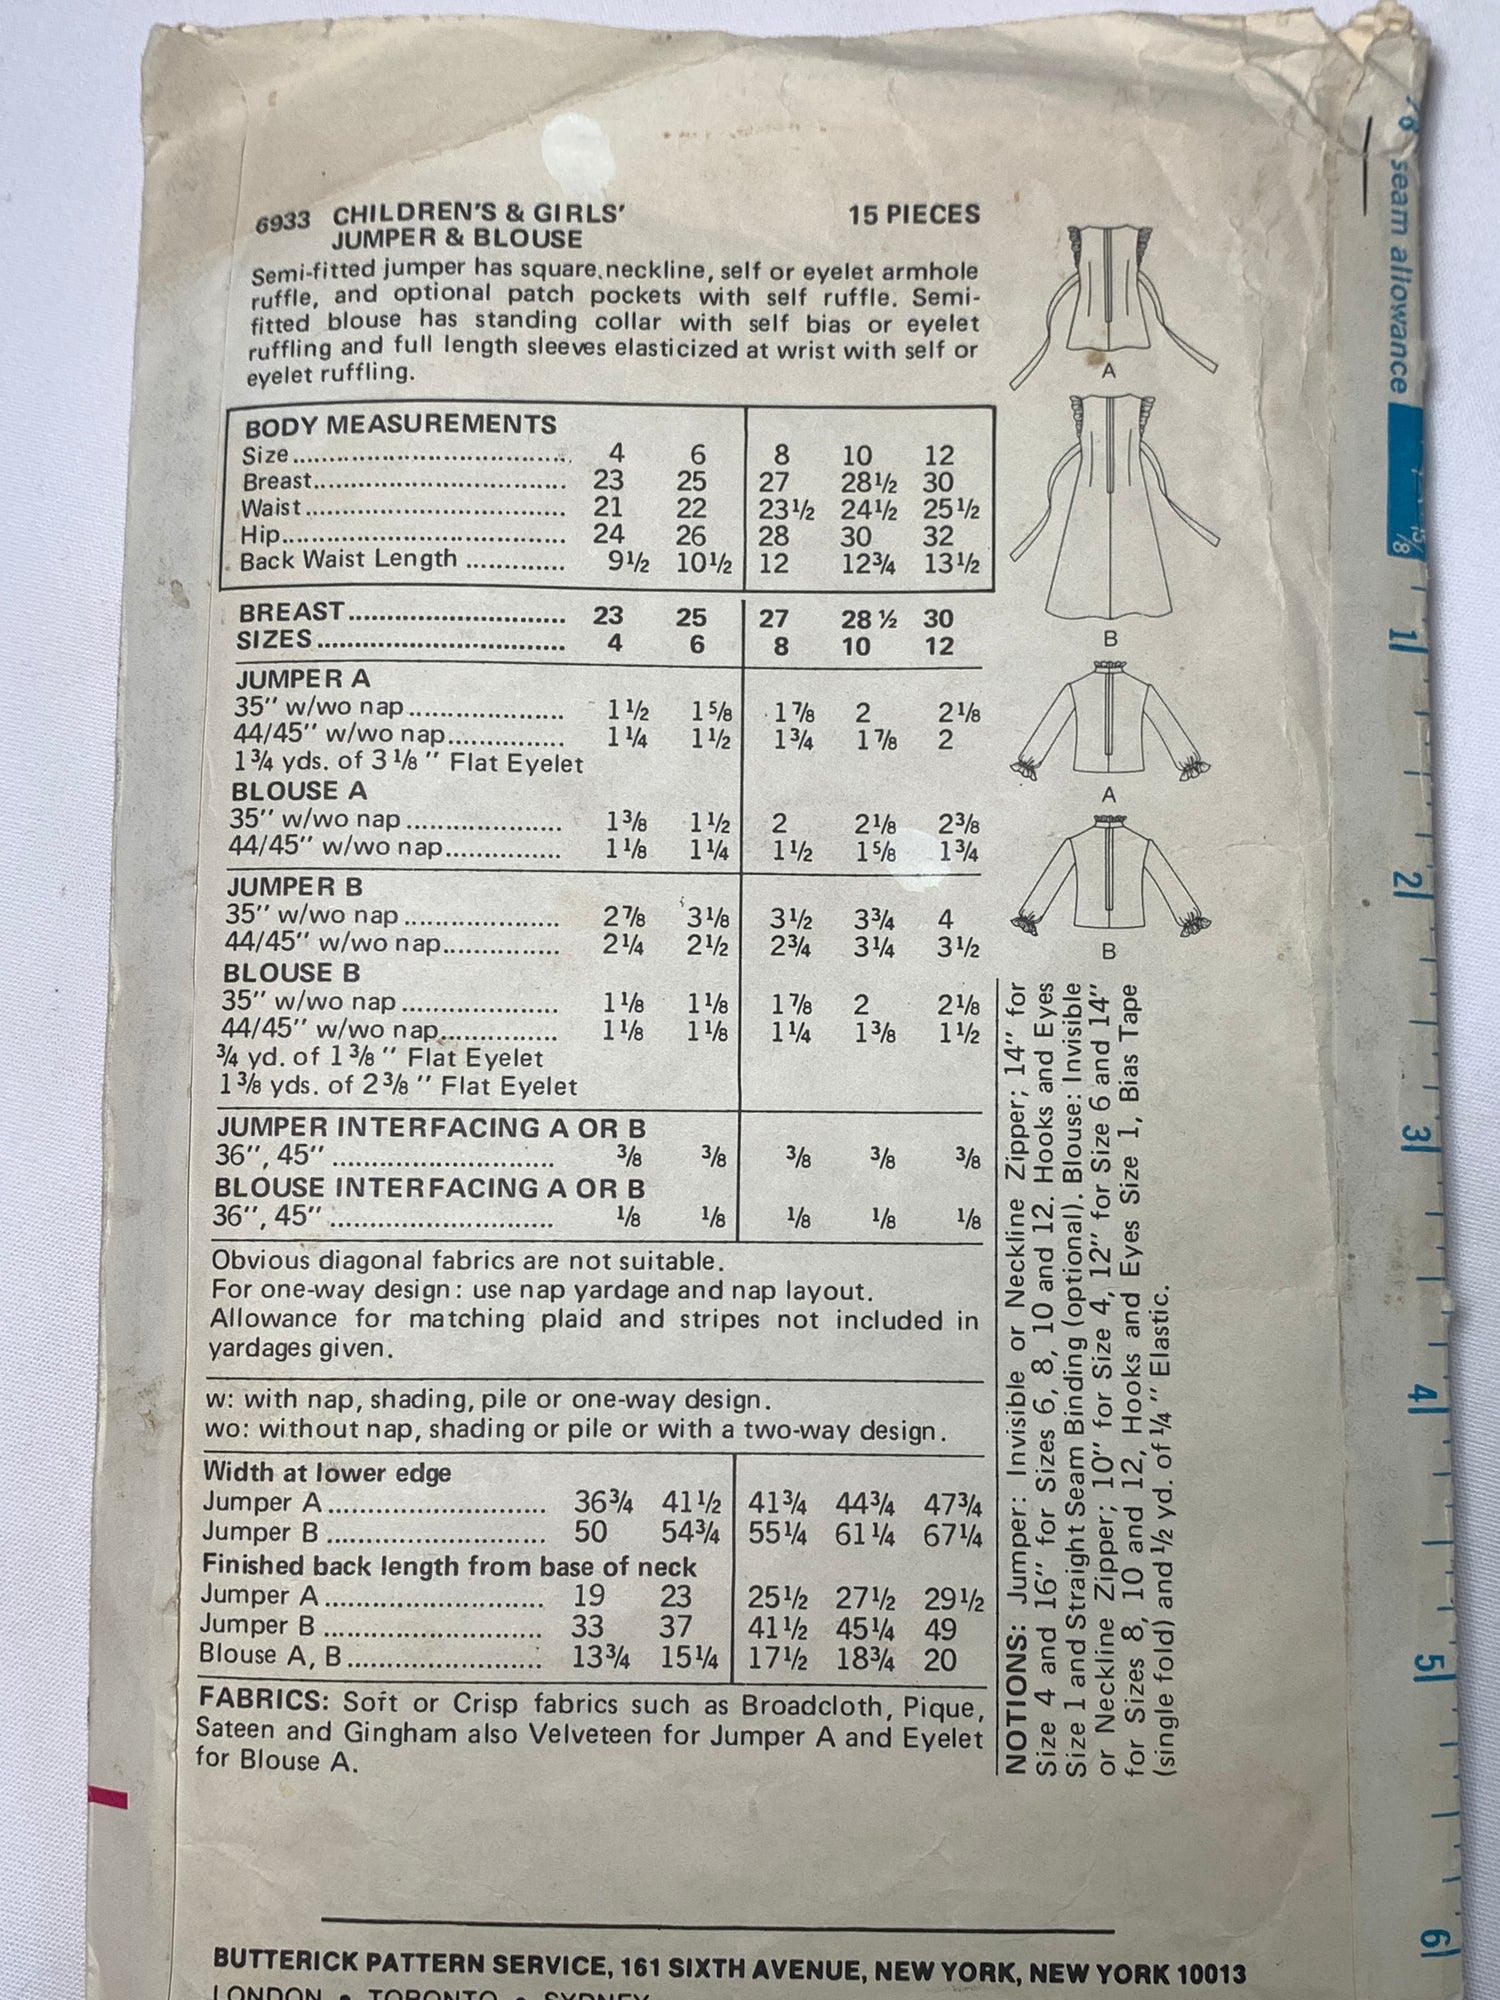 6933 CHILDREN'S & GIRLS' 15 PIECES
JUMPER & BLOUSE
Semi-fitted jumper has square neckline, self or eyelet armhole
ruffle, and optional patch pockets with self ruffle. Semi-
fitted blouse has standing collar with self bias or eyelet
ruffling and full length sleeves elasticized at wrist with self or
eyelet ruffling.
BODY MEASUREMENTS
Size 4 6 8 10 12
Breast 23 25 27 28½ 30
Waist 21 22 23½ 24½ 25½
Hip 24 26 28 30 32
Back Waist Length 9½ 10½ 12 12¾ 13½
BREAST 23 25 27 28 ½ 30
SIZES 4 6 8 10 12
JUMPER A
35" w/wo nap 1½ 1⅝ 1⅞ 2 2⅛
44/45" w/wo nap 1¼ 1½ 1¾ 1⅞ 2
1¾ yds. of 3⅛" Flat Eyelet
BLOUSE A
35" w/wo nap 1⅜ 1½ 2 2⅛ 2⅜
44/45" w/wo nap 1⅛ 1¼ 1½ 1⅝ 1¾
JUMPER B
35" w/wo nap 2⅞ 3⅛ 3½ 3¾ 4
44/45" w/wo nap 2¼ 2½ 2¾ 3¼ 3½
BLOUSE B
35" w/wo nap 1⅛ 1⅛ 1⅞ 2 2⅛
44/45" w/wo nap 1⅛ 1⅛ 1¼ 1⅜ 1½
¾ yd. of 1⅜" Flat Eyelet
1⅜ yds. of 2⅜" Flat Eyelet
JUMPER INTERFACING A OR B
36", 45" ⅜ ⅜ ⅜ ⅜ ⅜
BLOUSE INTERFACING A OR B
36", 45" ⅛ ⅛ ⅛ ⅛ ⅛
Obvious diagonal fabrics are not suitable.
For one-way design: use nap yardage and nap layout.
Allowance for matching plaid and stripes not included in
yardages given.
w: with nap, shading, pile or one-way design.
wo: without nap, shading or pile or with a two-way design.
Width at lower edge
Jumper A 36¾ 41½ 41¾ 44¾ 47¾
Jumper B 50 54¾ 55¼ 61¼ 67¼
Finished back length from base of neck
Jumper A 19 23 25½ 27½ 29½
Jumper B 33 37 41½ 45¼ 49
Blouse A, B 13¾ 15¼ 17½ 18¾ 20
FABRICS: Soft or Crisp fabrics such as Broadcloth, Pique,
Sateen and Gingham also Velveteen for Jumper A and Eyelet
for Blouse A.
A
B
A
B
NOTIONS: Jumper: Invisible or Neckline Zipper; 14" for
Size 4 and 16" for Sizes 6, 8, 10 and 12. Hooks and Eyes
Size 1 and Straight Seam Binding (optional). Blouse: Invisible
or Neckline Zipper; 10" for Size 4, 12" for Size 6 and 14"
for Sizes 8, 10 and 12, Hooks and Eyes Size 1, Bias Tape
(single fold) and ½ yd. of ¼" Elastic.
seam allowance
⅝
1
2
3
4
5
6
BUTTERICK PATTERN SERVICE, 161 SIXTH AVENUE, NEW YORK, NEW YORK 10013
LONDON • TORONTO • SYDNEY